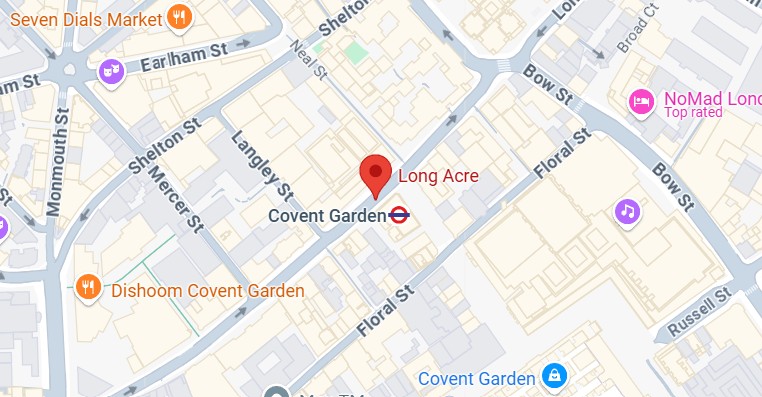 Seven Dials Market
Earlham St
Shelton St
Neal St
Broad Ct
Bow St
NoMad Lond
Top rated
Monmouth St
Shelton St
Mercer St
Langley St
Long Acre
Floral St
Bow St
Covent Garden
Dishoom Covent Garden
Floral St
Russell St
Covent Garden